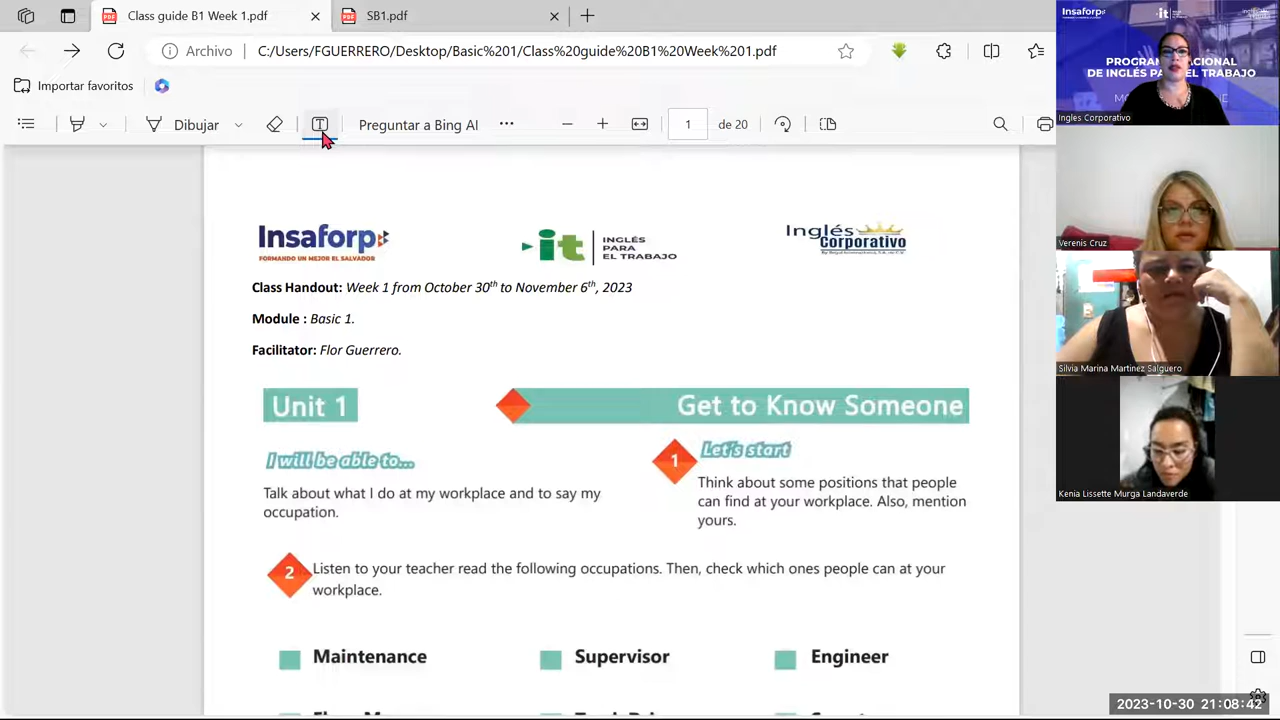 Class guide B1 Week 1.pdf
Archivo
C:/Users/FGUERRERO/Desktop/Basic%201/Class%20guide%20B1%20Week%201.pdf
Importar favoritos
Dibujar
Preguntar a Bing AI
1
de 20
Insaforp
FORMANDO UN MEJOR EL SALVADOR
it
INGLÉS
PARA
EL TRABAJO
Inglés
Corporativo
Class Handout: Week 1 from October 30th to November 6th, 2023
Module : Basic 1.
Facilitator: Flor Guerrero.
Unit 1
Get to Know Someone
I will be able to...
Talk about what I do at my workplace and to say my
occupation.
1
Let's start
Think about some positions that people
can find at your workplace. Also, mention
yours.
2
Listen to your teacher read the following occupations. Then, check which ones people can at your
workplace.
Maintenance
Supervisor
Engineer
Insaforp
it
DE INGLÉS
EL TRABAJO
Ingles Corporativo
Verenis Cruz
Silvia Marina Martinez Salguero
Kenia Lissette Murga Landaverde
2023-10-30 21:08:42